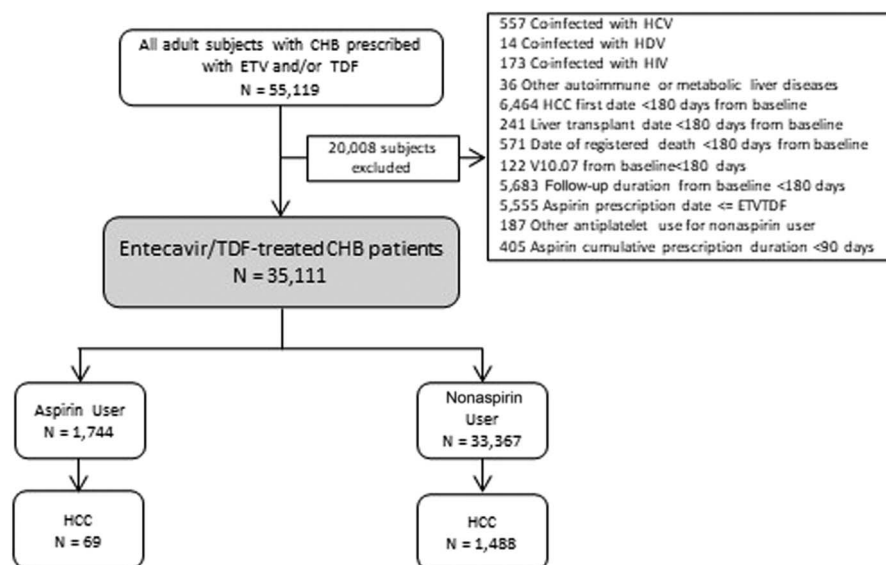 All adult subjects with CHB prescribed
with ETV and/or TDF
N = 55,119
557 Co-infected with HCV
14 Co-infected with HDV
173 Co-infected with HIV
36 Other autoimmune or metabolic liver diseases
6,464 HCC first date <180 days from baseline
241 Liver transplant date <180 days from baseline
571 Date of registered death <180 days from baseline
122 V10.07 from baseline<180 days
5,683 Follow-up duration from baseline <180 days
5,555 Aspirin prescription date <= ETVTDF
187 Other antiplatelet use for nonaspirin user
405 Aspirin cumulative prescription duration <90 days
20,008 subjects
excluded
Entecavir/TDF-treated CHB patients
N = 35,111
Aspirin User
N = 1,744
Nonaspirin
User
N = 33,367
HCC
N = 69
HCC
N = 1,488